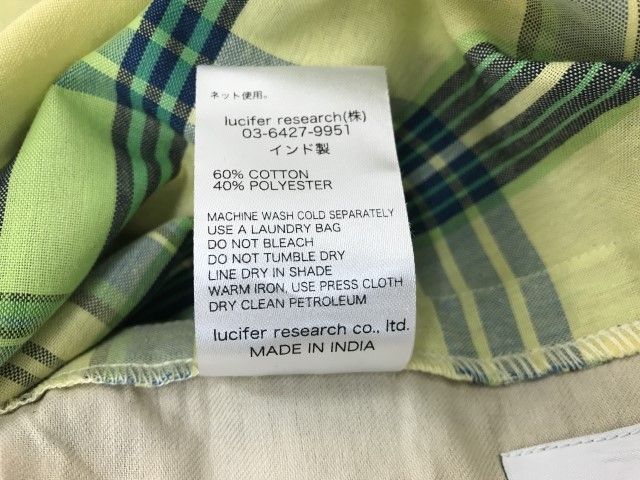 ネット使用。
lucifer research(株)
03-6427-9951
インド製
60% COTTON
40% POLYESTER
MACHINE WASH COLD SEPARATELY
USE A LAUNDRY BAG
DO NOT BLEACH
DO NOT TUMBLE DRY
LINE DRY IN SHADE
WARM IRON, USE PRESS CLOTH
DRY CLEAN PETROLEUM
lucifer research co., ltd.
MADE IN INDIA